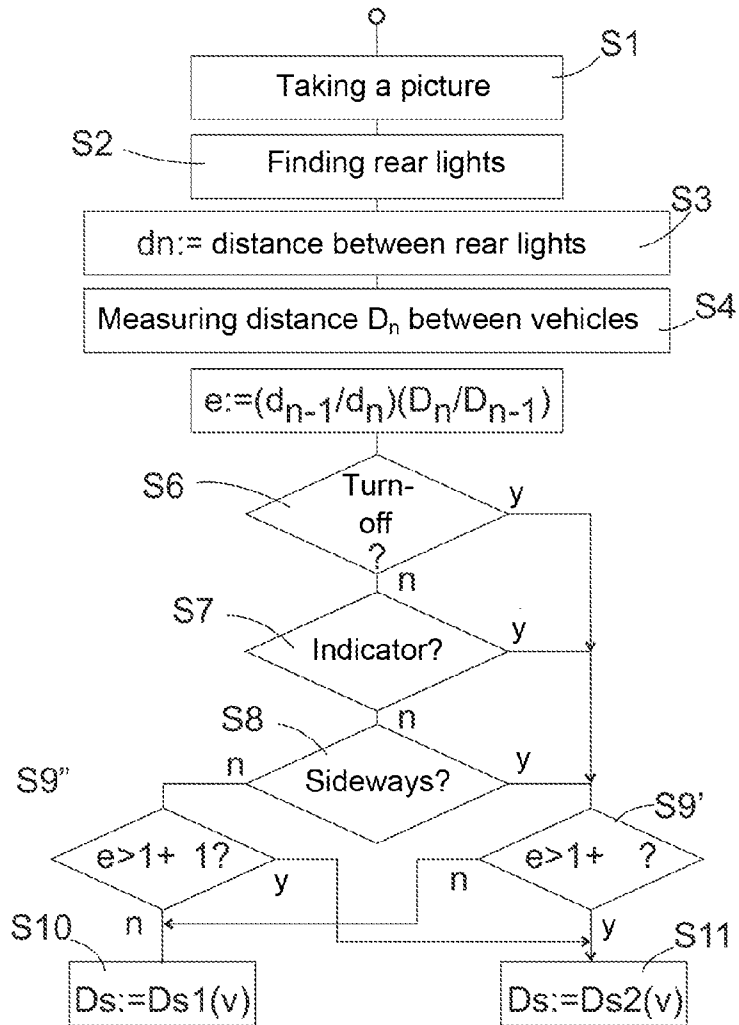 S1
Taking a picture
S2
Finding rear lights
S3
dn:= distance between rear lights
Measuring distance Dn between vehicles
S4
e:=(dn-1/dn)(Dn/Dn-1)
S6
Turn-
off
?
y
n
S7
Indicator?
y
n
S8
n
Sideways?
y
S9"
S9'
e>1+ 1?
y
n
e>1+ ?
n
y
S10
S11
Ds:=Ds1(v)
Ds:=Ds2(v)